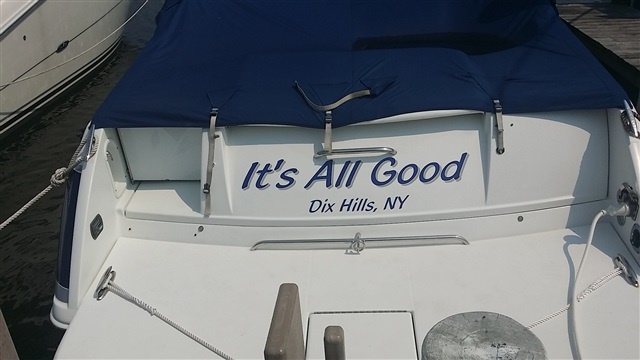 It's All Good
Dix Hills, NY